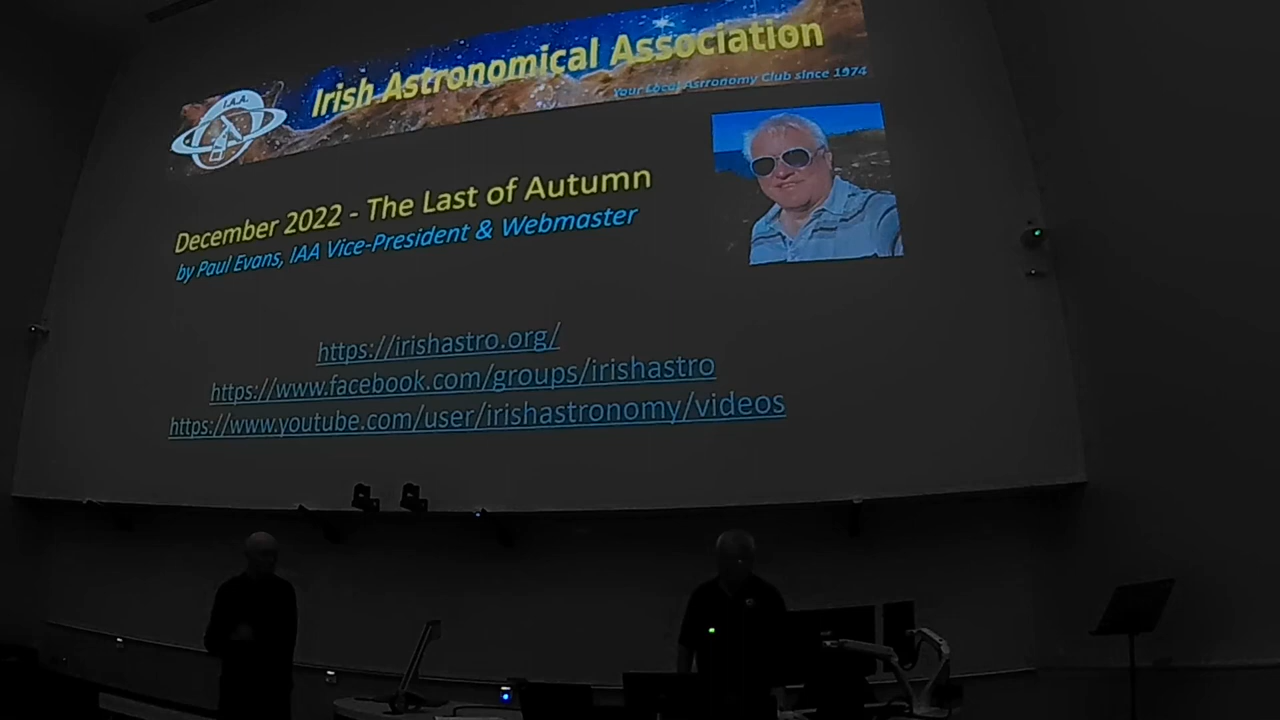 I.A.A.
Irish Astronomical Association
Your Local Astronomy Club since 1974
December 2022 - The Last of Autumn
by Paul Evans, IAA Vice-President & Webmaster
https://irishastro.org/
https://www.facebook.com/groups/irishastro
https://www.youtube.com/user/irishastronomy/videos